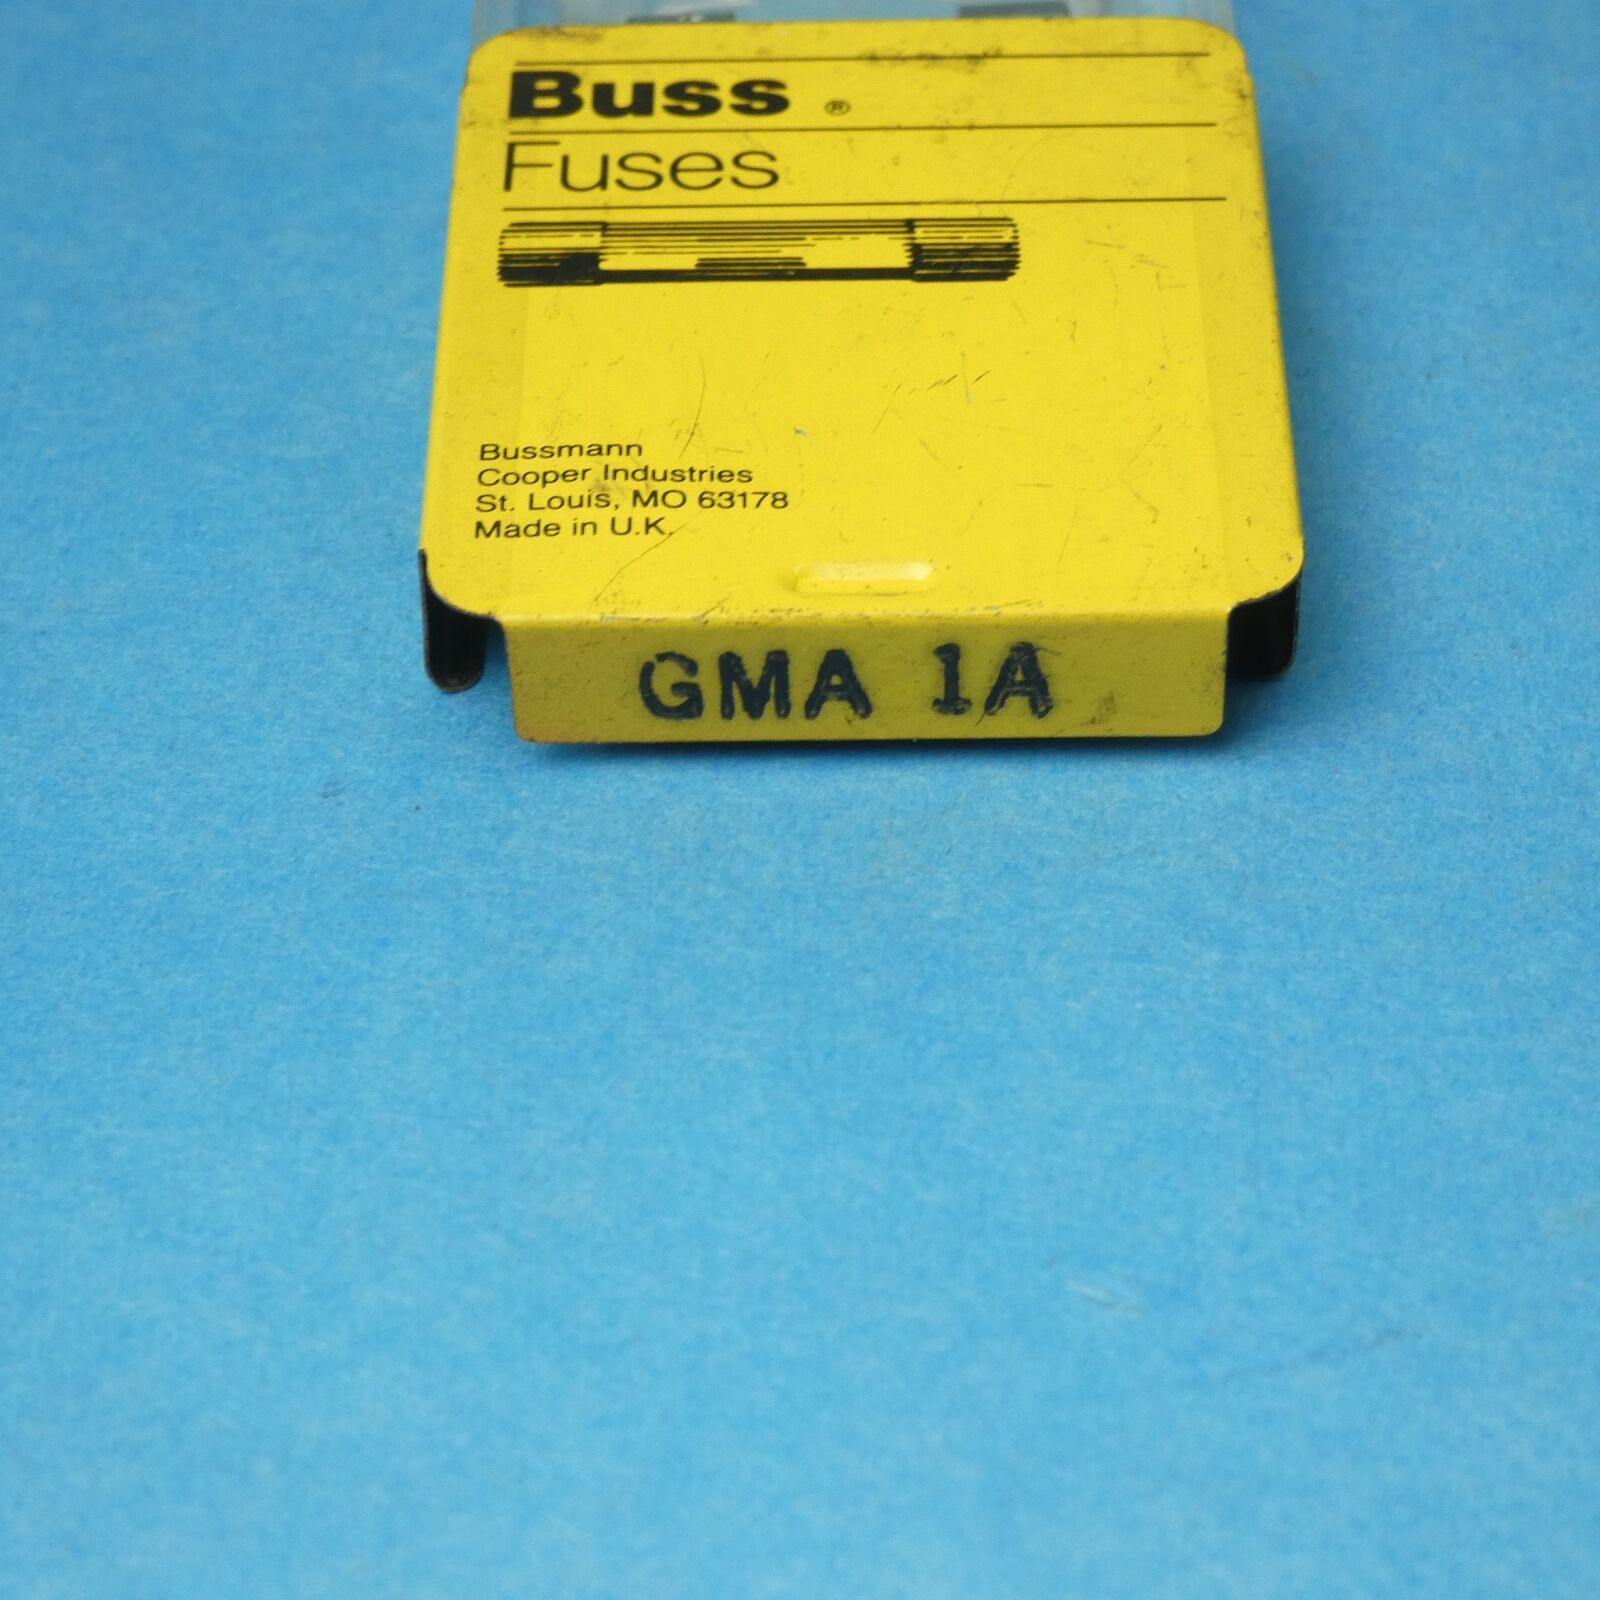 Buss ®
Fuses
Bussmann
Cooper Industries
St. Louis, MO 63178
Made in U.K.
GMA 1A